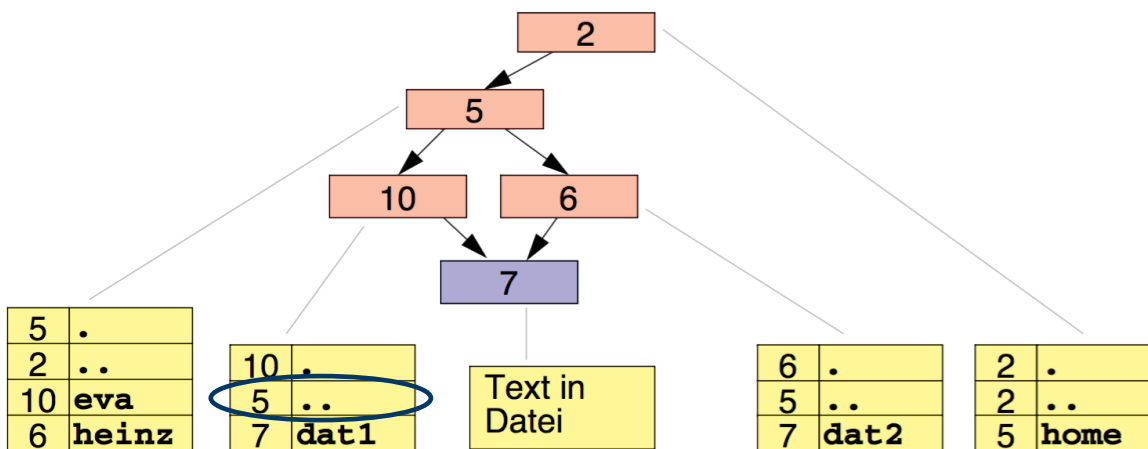 2
5
10 6
7
5 .
2 ..
10 eva
6 heinz
10 .
5 ..
7 dat1
Text in
Datei
6 .
5 ..
7 dat2
2 .
2 ..
5 home